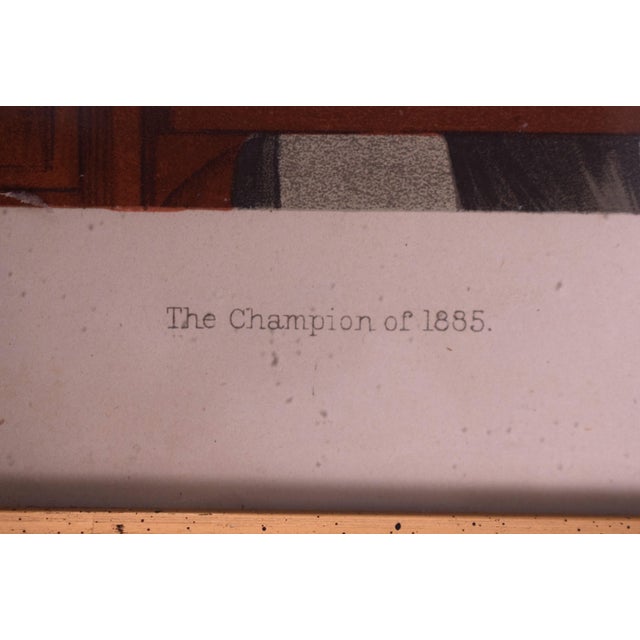 The Champion of 1885.